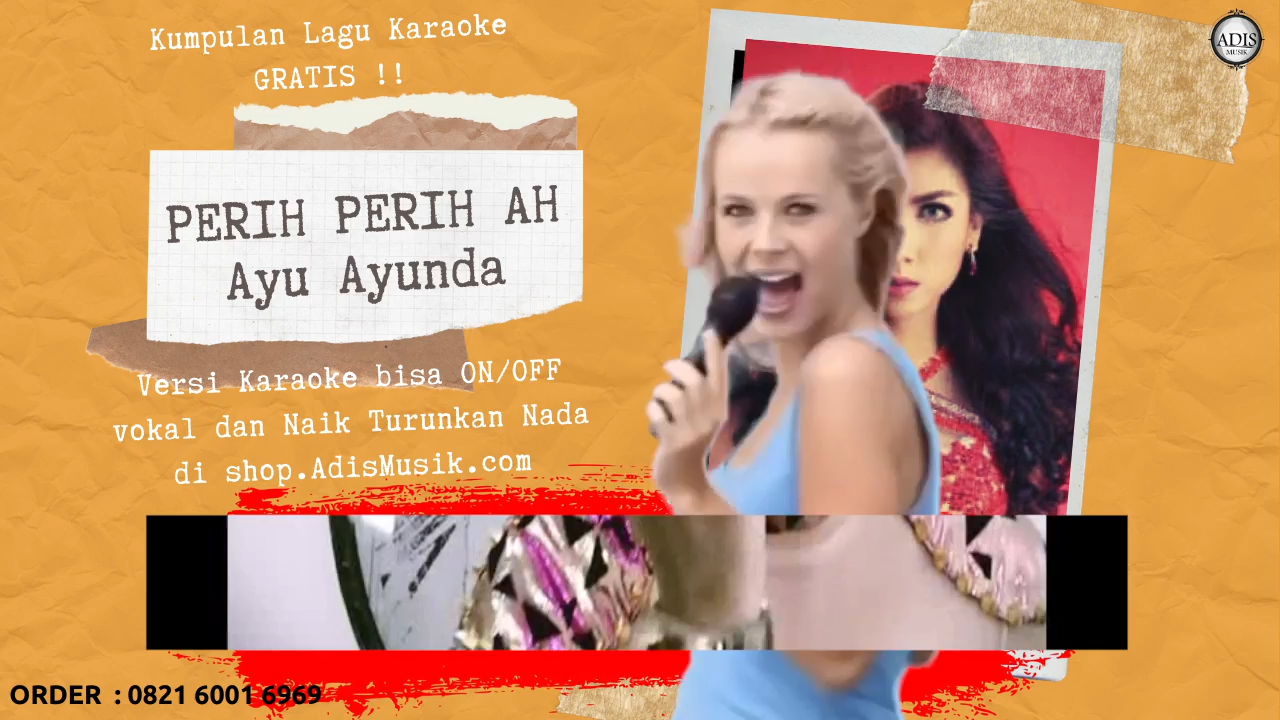 Kumpulan Lagu Karaoke
GRATIS !!
ADIS
MUSIK
PERIH PERIH AH
Ayu Ayunda
Versi Karaoke bisa ON/OFF
vokal dan Naik Turunkan Nada
di shop.AdisMusik.com
ORDER : 0821 6001 6969